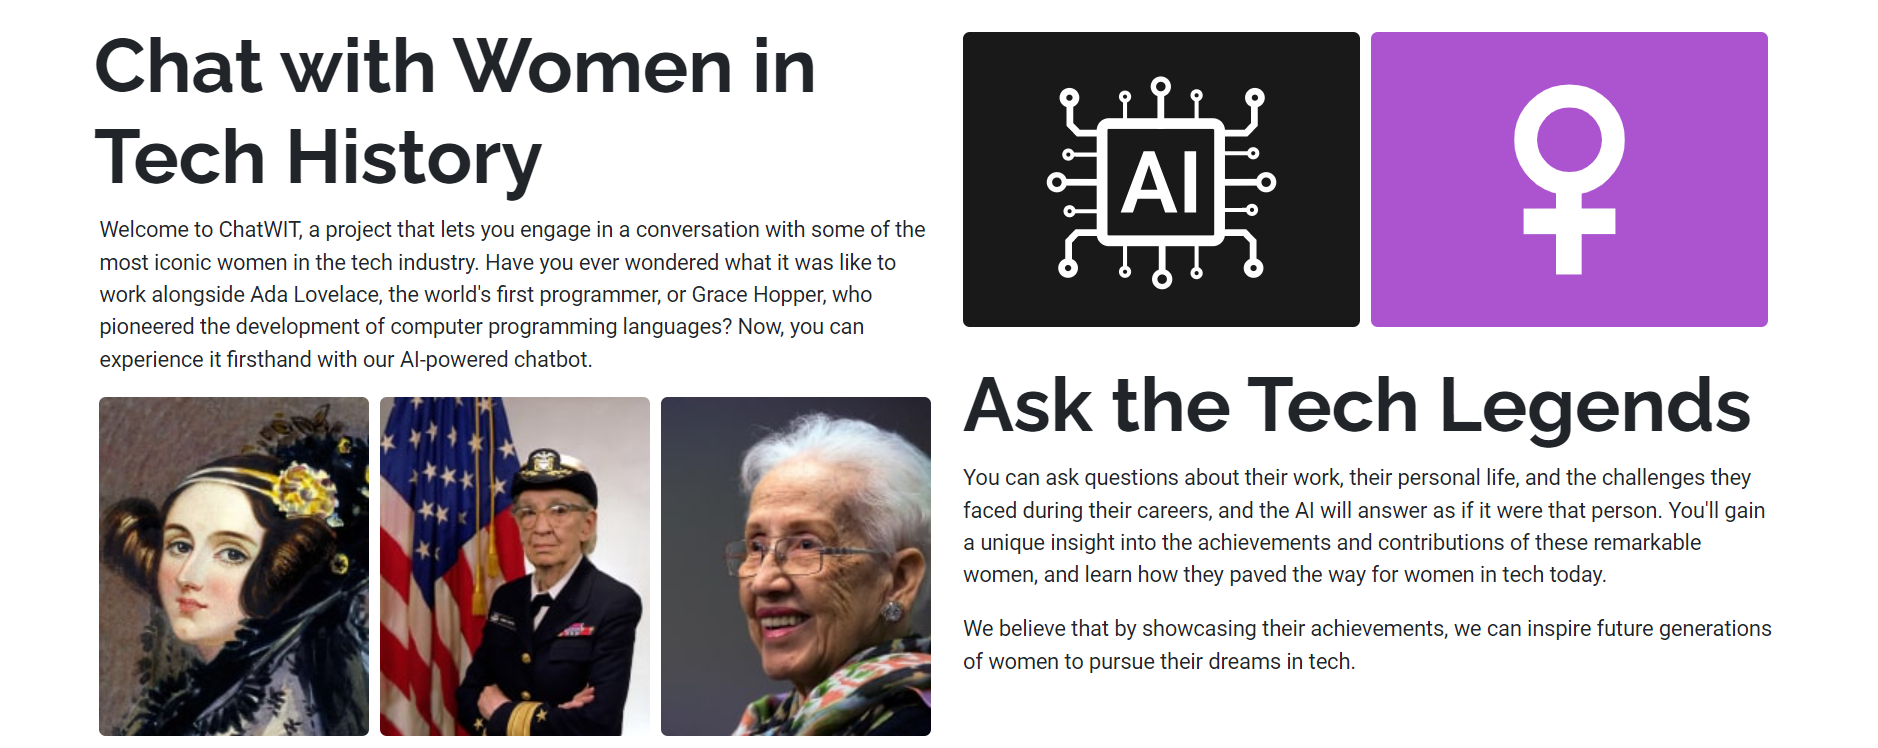 Chat with Women in
Tech History
Welcome to ChatWIT, a project that lets you engage in a conversation with some of the
most iconic women in the tech industry. Have you ever wondered what it was like to
work alongside Ada Lovelace, the world's first programmer, or Grace Hopper, who
pioneered the development of computer programming languages? Now, you can
experience it firsthand with our AI-powered chatbot.
AI
Ask the Tech Legends
You can ask questions about their work, their personal life, and the challenges they
faced during their careers, and the AI will answer as if it were that person. You'll gain
a unique insight into the achievements and contributions of these remarkable
women, and learn how they paved the way for women in tech today.
We believe that by showcasing their achievements, we can inspire future generations
of women to pursue their dreams in tech.